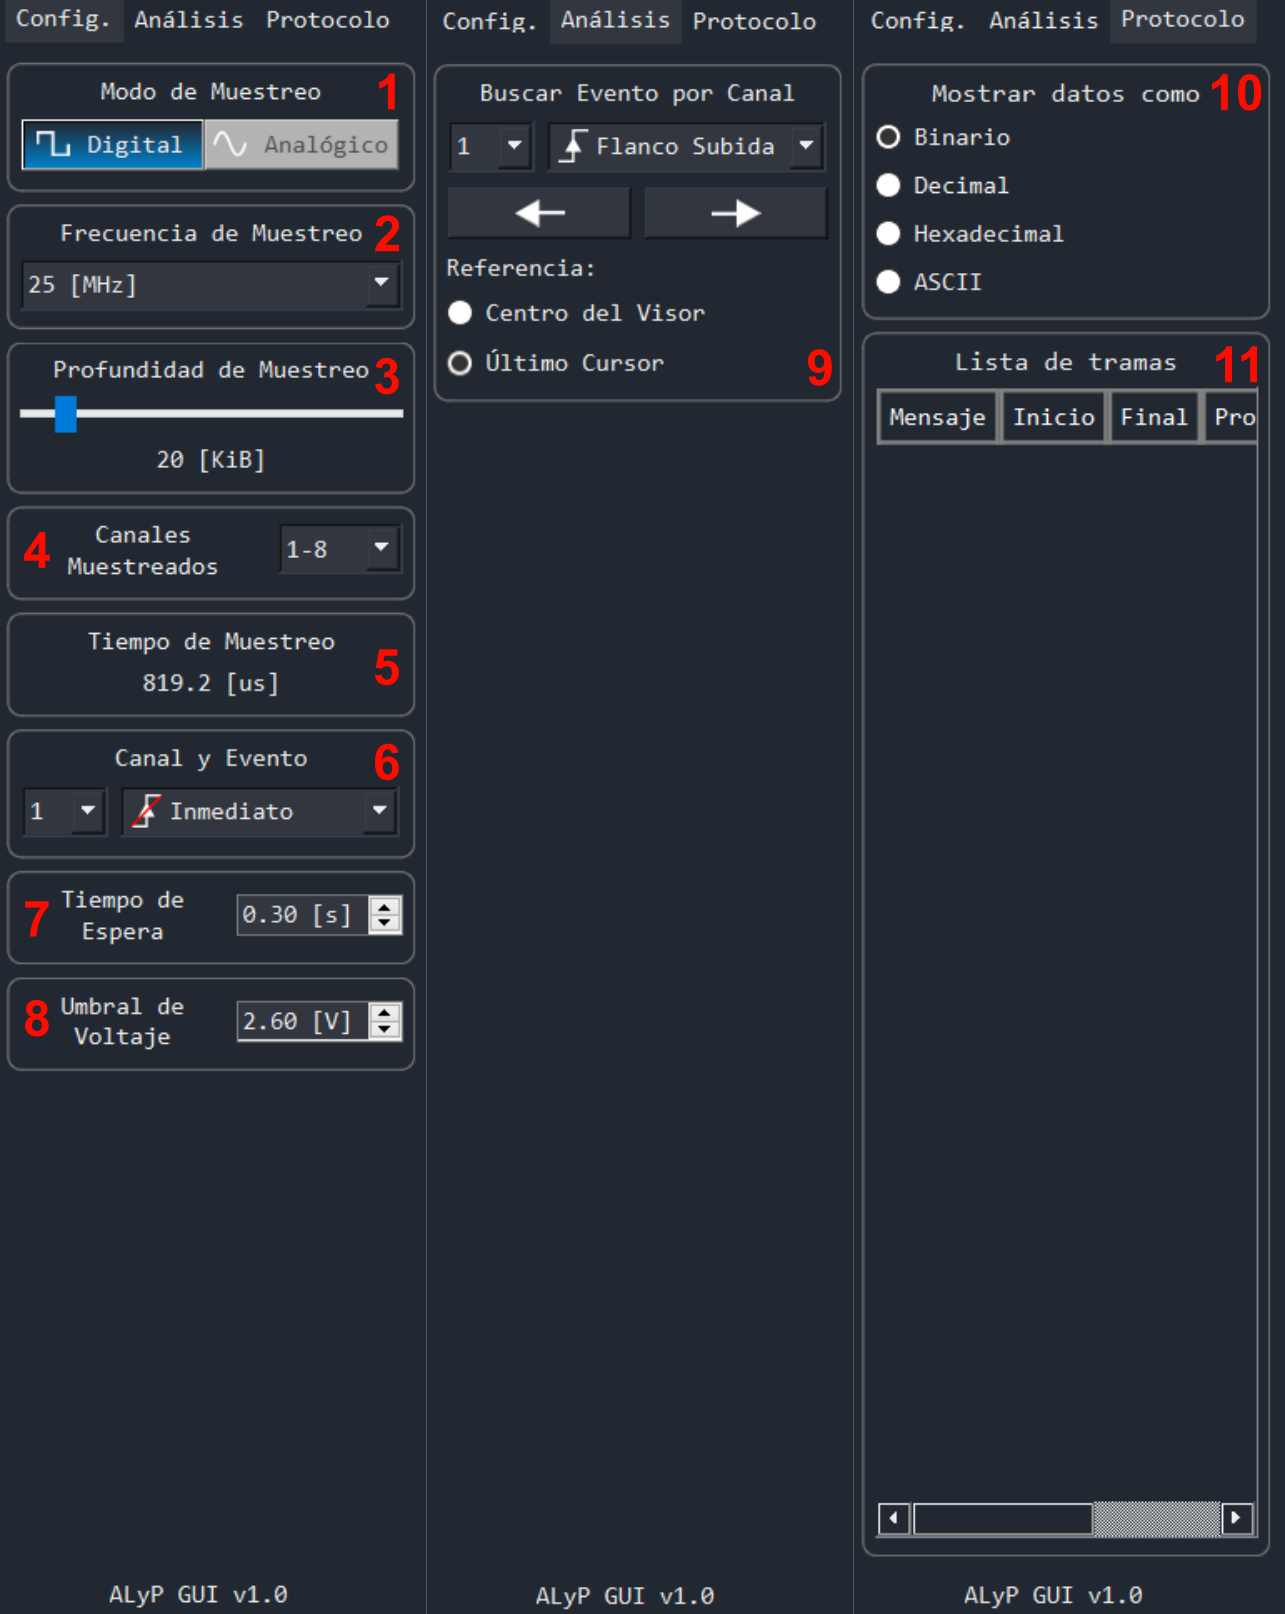 Config. Análisis Protocolo
Modo de Muestreo 1
Digital Analógico
Frecuencia de Muestreo 2
25 [MHz]
Profundidad de Muestreo 3
20 [KiB]
4 Canales
Muestreados
1-8
Tiempo de Muestreo
819.2 [us]
5
Canal y Evento 6
1 Inmediato
7 Tiempo de
Espera
0.30 [s]
8 Umbral de
Voltaje
2.60 [V]
ALyP GUI v1.0
Config. Análisis Protocolo
Buscar Evento por Canal
1 Flanco Subida
Referencia:
Centro del Visor
Último Cursor 9
ALyP GUI v1.0
Config. Análisis Protocolo
Mostrar datos como 10
Binario
Decimal
Hexadecimal
ASCII
Lista de tramas 11
Mensaje Inicio Final Pro
ALyP GUI v1.0